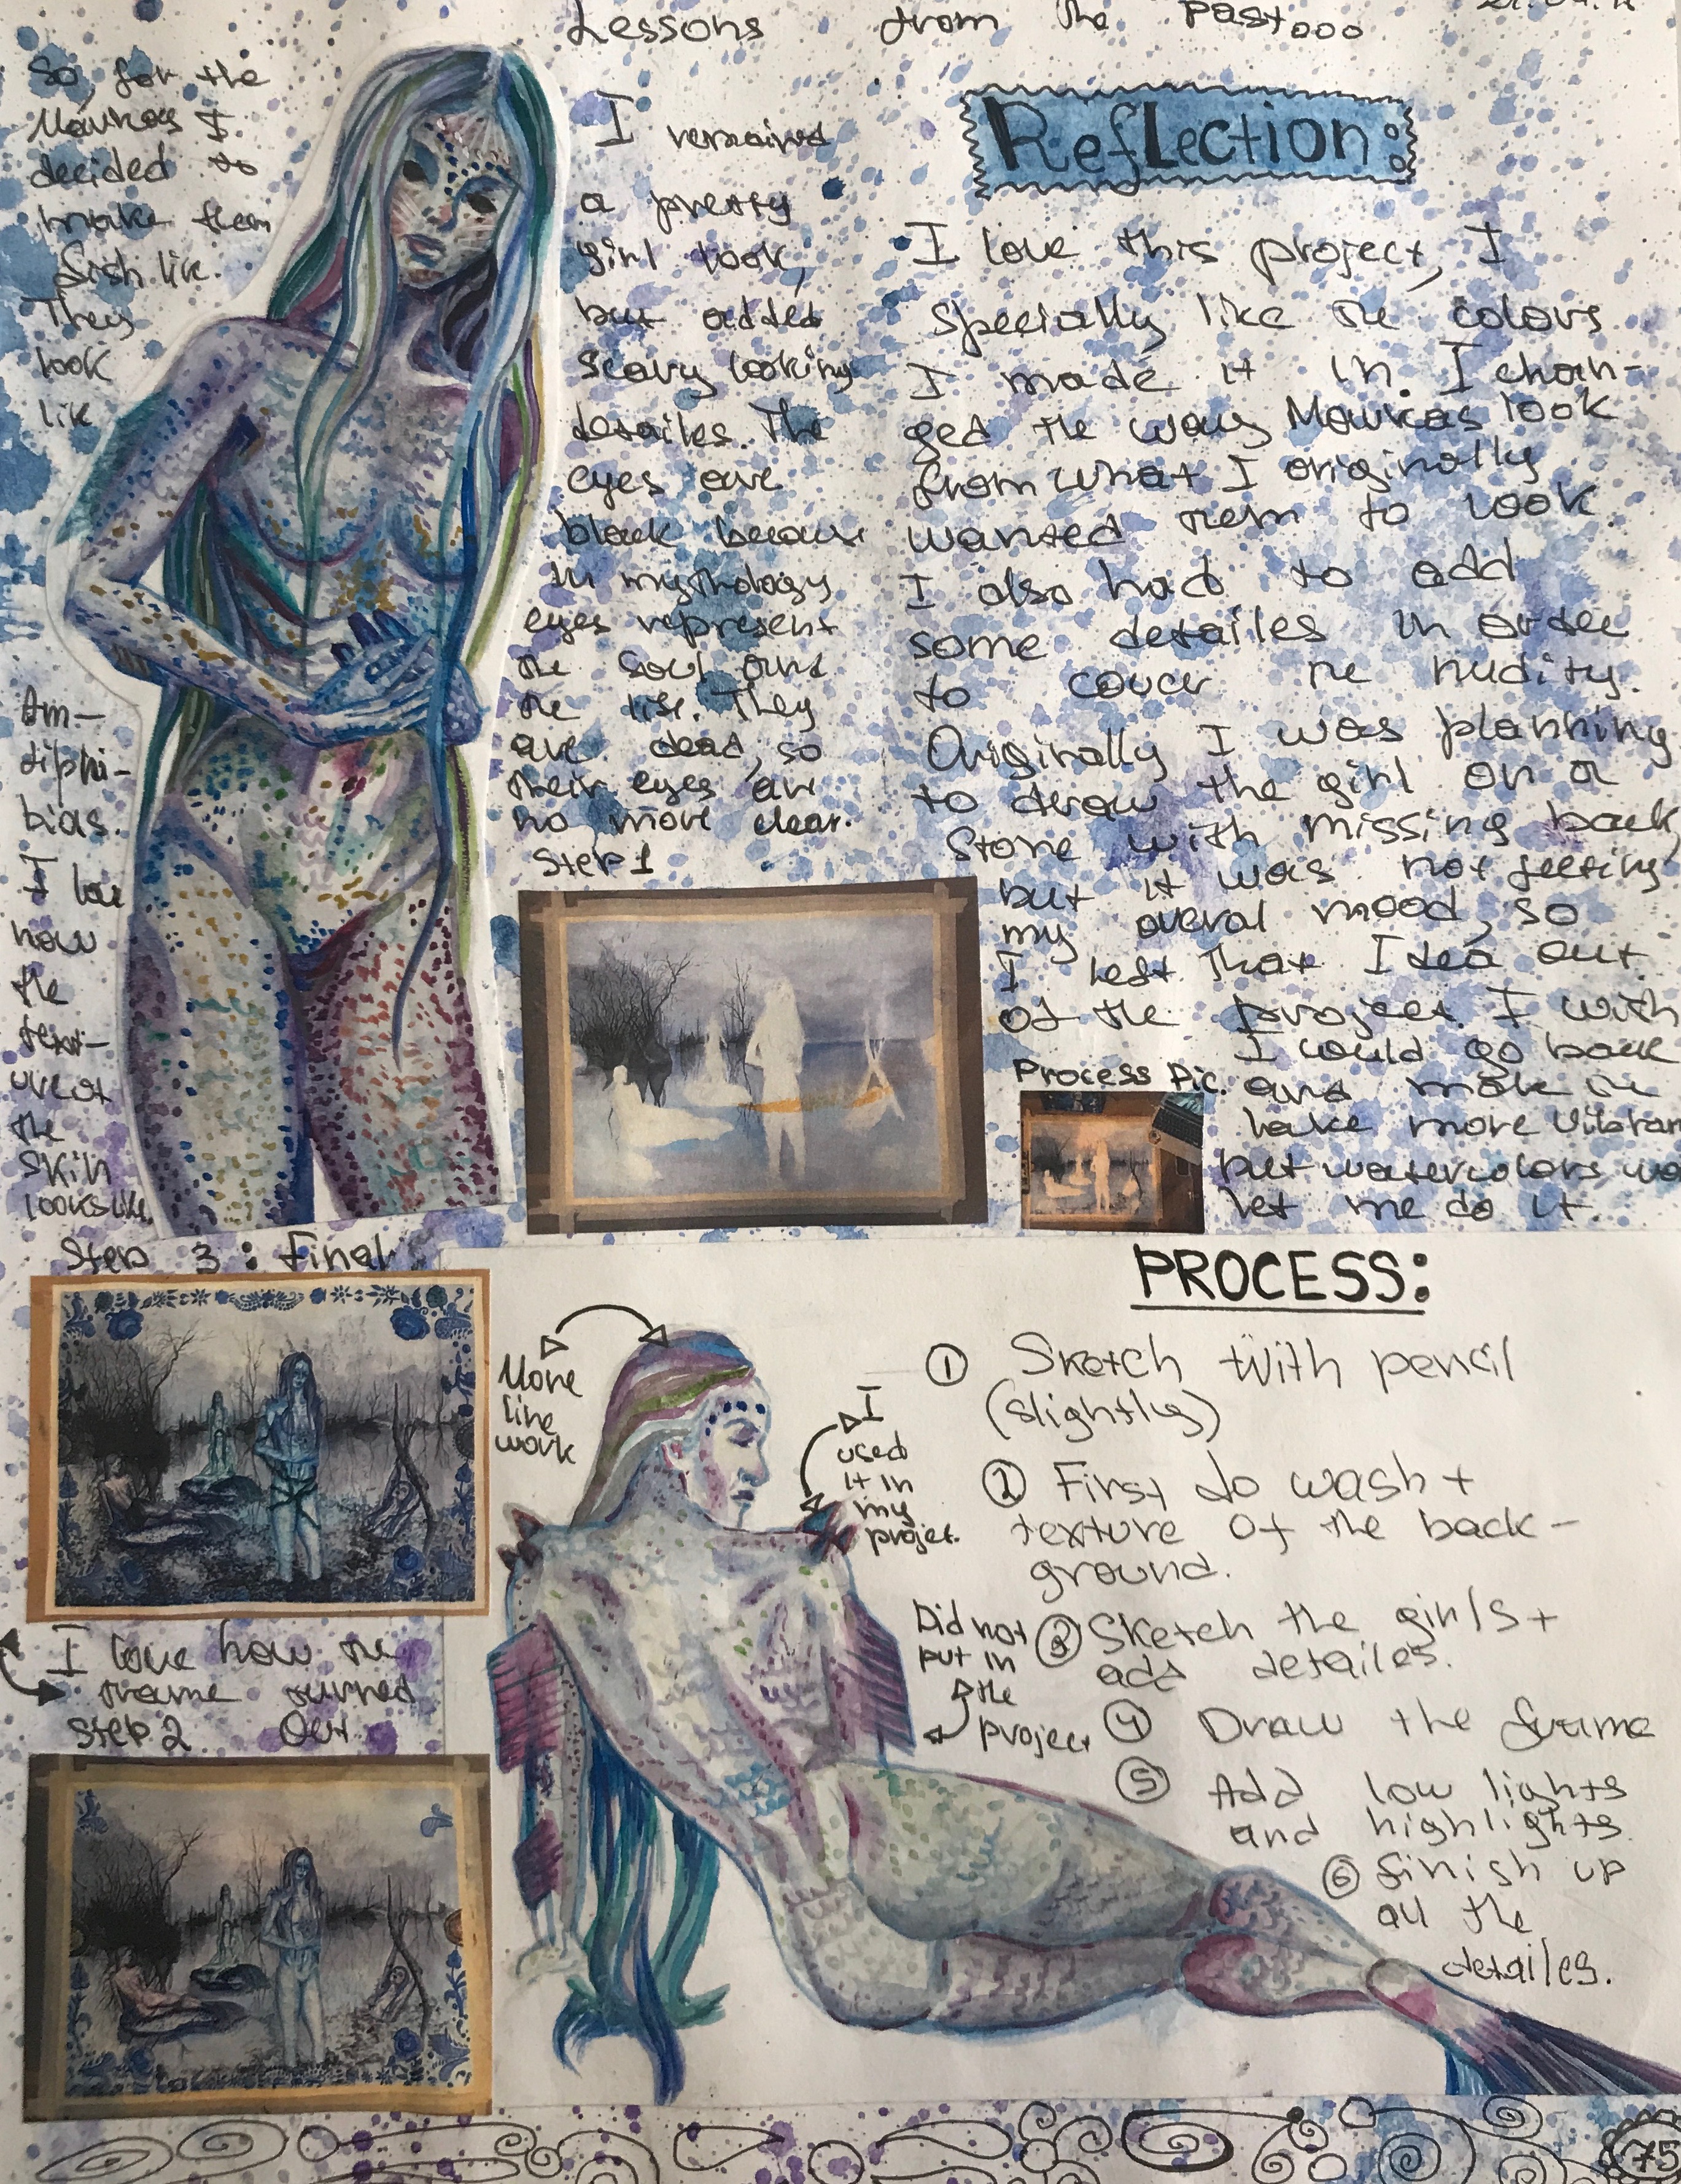 Lessons from the Past...
So, for the
Mavkas I
decided to
make them
fish like.
They
look
like
Am-
diphi-
bias.
I love
how
the
text-
ure of
the
skin
looks like.
I remained
a pretty
girl look,
but added
scary looking
detailes. The
eyes are
black because
in mythology
eyes represent
the soul and
the life. They
are dead, so
their eyes are
no more clear.
Step 1
Reflection:
I love this project, I
specially like the colors
I made it in. I chan-
ged the way Mawkas look
from what I originally
wanted them to look
I also had to add
some detailes in order
to cover the nudity.
Originally I was planning
to draw the girl on a
stone with missing back,
but it was not feeting
my overal mood, so
I left that Idea out
of the project. I wish
I could go back
and make the
lake more vibran
but watercolors wo
let me do it.
Process Pic.
Step 3: Final
I love how the
frame turned
out
Step 2
PROCESS:
① Sketch with pencil
(slightly)
② First do wash +
texture of the back-
ground.
③ Sketch the girls +
add detailes.
④ Draw the frame
⑤ Add low lights
and highlights
⑥ finish up
all the
detailes.
More
line
work
I
used
it in
my
projet.
Did not
put in
the
project
75